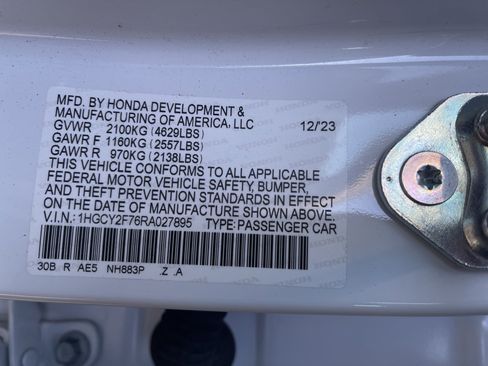 MFD. BY HONDA DEVELOPMENT &
MANUFACTURING OF AMERICA, LLC 12/'23
GVWR 2100KG (4629LBS)
GAWR F 1160KG (2557LBS)
GAWR R 970KG (2138LBS)
THIS VEHICLE CONFORMS TO ALL APPLICABLE
FEDERAL MOTOR VEHICLE SAFETY, BUMPER,
AND THEFT PREVENTION STANDARDS IN EFFECT
ON THE DATE OF MANUFACTURE SHOWN ABOVE.
V.I.N.: 1HGCY2F76RA027895 TYPE: PASSENGER CAR
30B R AE5 NH883P .Z .A